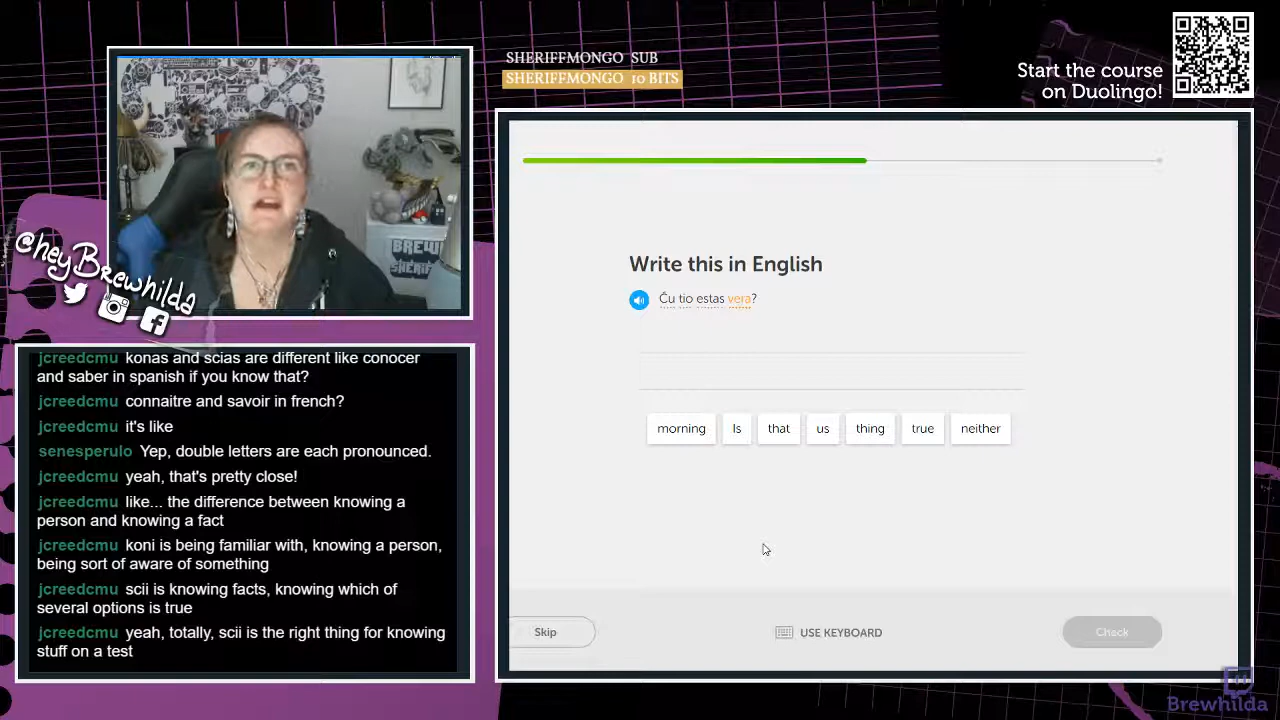 SHERIFFMONGO SUB
SHERIFFMONGO 10 BITS
Start the course
on Duolingo!
@heyBrewhilda
BREW
SHERIF
Write this in English
Ĉu tio estas vera?
morning Is that us thing true neither
Skip
USE KEYBOARD
Check
jcreedcmu konas and scias are different like conocer
and saber in spanish if you know that?
jcreedcmu connaitre and savoir in french?
jcreedcmu it's like
senesperulo Yep, double letters are each pronounced.
jcreedcmu yeah, that's pretty close!
jcreedcmu like... the difference between knowing a
person and knowing a fact
jcreedcmu koni is being familiar with, knowing a person,
being sort of aware of something
jcreedcmu scii is knowing facts, knowing which of
several options is true
jcreedcmu yeah, totally, scii is the right thing for knowing
stuff on a test
Brewhilda